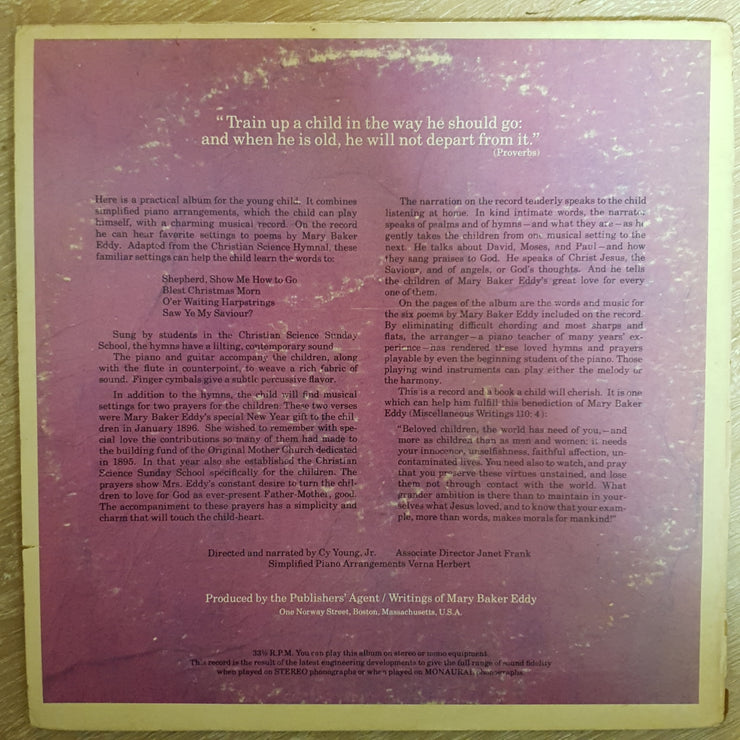 “Train up a child in the way he should go:
and when he is old, he will not depart from it.”
(Proverbs)
Here is a practical album for the young child. It combines
simplified piano arrangements, which the child can play
himself, with a charming musical record. On the record
he can hear favorite settings to poems by Mary Baker
Eddy. Adapted from the Christian Science Hymnal, these
familiar settings can help the child learn the words to:
Shepherd, Show Me How to Go
Blest Christmas Morn
O'er Waiting Harpstrings
Saw Ye My Saviour?
Sung by students in the Christian Science Sunday
School, the hymns have a lilting, contemporary sound.
The piano and guitar accompany the children, along
with the flute in counterpoint, to weave a rich fabric of
sound. Finger cymbals give a subtle percussive flavor.
In addition to the hymns, the child will find musical
settings for two prayers for the children. These two verses
were Mary Baker Eddy's special New Year gift to the chil-
dren in January 1896. She wished to remember with spe-
cial love the contributions so many of them had made to
the building fund of the Original Mother Church dedicated
in 1895. In that year also she established the Christian
Science Sunday School specifically for the children. The
prayers show Mrs. Eddy's constant desire to turn the chil-
dren to love for God as ever-present Father-Mother, good.
The accompaniment to these prayers has a simplicity and
charm that will touch the child-heart.
The narration on the record tenderly speaks to the child
listening at home. In kind intimate words, the narrator
speaks of psalms and of hymns—and what they are—as he
gently takes the children from one musical setting to the
next. He talks about David, Moses, and Paul—and how
they sang praises to God. He speaks of Christ Jesus, the
Saviour, and of angels, or God's thoughts. And he tells
the children of Mary Baker Eddy's great love for every
one of them.
On the pages of the album are the words and music for
the six poems by Mary Baker Eddy included on the record.
By eliminating difficult chording and most sharps and
flats, the arranger—a piano teacher of many years' ex-
perience—has rendered these loved hymns and prayers
playable by even the beginning student of the piano. Those
playing wind instruments can play either the melody or
the harmony.
This is a record and a book a child will cherish. It is one
which can help him fulfill this benediction of Mary Baker
Eddy (Miscellaneous Writings 110: 4):
“Beloved children, the world has need of you,—and
more as children than as men and women: it needs
your innocence, unselfishness, faithful affection, un-
contaminated lives. You need also to watch, and pray
that you preserve these virtues unstained, and lose
them not through contact with the world. What
grander ambition is there than to maintain in your-
selves what Jesus loved, and to know that your exam-
ple, more than words, makes morals for mankind!”
Directed and narrated by Cy Young, Jr. Associate Director Janet Frank
Simplified Piano Arrangements Verna Herbert
Produced by the Publishers' Agent / Writings of Mary Baker Eddy
One Norway Street, Boston, Massachusetts, U.S.A.
33⅓ R.P.M. You can play this album on stereo or mono equipment.
This record is the result of the latest engineering developments to give the full range of sound fidelity
when played on STEREO phonographs or when played on MONAURAL phonographs.